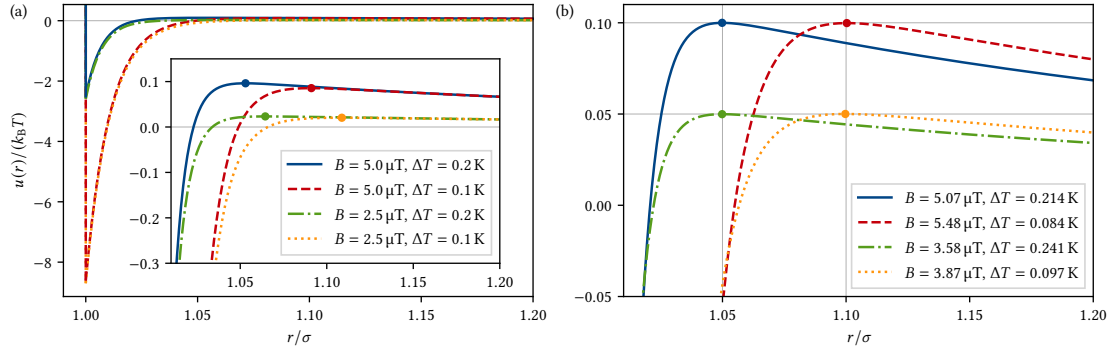 (a)
0
−2
−4
−6
−8
u(r)/(k_BT)
1.00
1.05
1.10
1.15
1.20
r/σ
0.1
0.0
−0.1
−0.2
−0.3
1.05
1.10
1.15
1.20
B = 5.0 µT, ΔT = 0.2 K
B = 5.0 µT, ΔT = 0.1 K
B = 2.5 µT, ΔT = 0.2 K
B = 2.5 µT, ΔT = 0.1 K
(b)
0.10
0.05
0.00
−0.05
1.05
1.10
1.15
1.20
r/σ
B = 5.07 µT, ΔT = 0.214 K
B = 5.48 µT, ΔT = 0.084 K
B = 3.58 µT, ΔT = 0.241 K
B = 3.87 µT, ΔT = 0.097 K